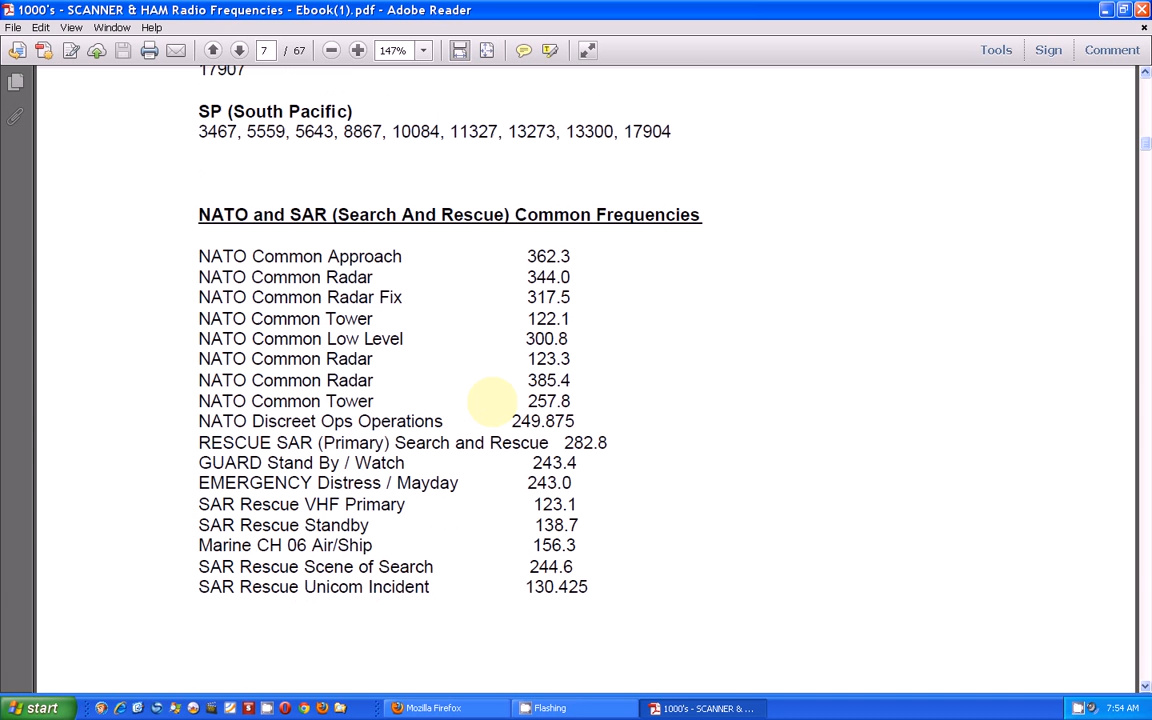 1000's - SCANNER & HAM Radio Frequencies - Ebook(1).pdf - Adobe Reader
File Edit View Window Help
7 / 67 147% Tools Sign Comment
17907
SP (South Pacific)
3467, 5559, 5643, 8867, 10084, 11327, 13273, 13300, 17904
NATO and SAR (Search And Rescue) Common Frequencies
NATO Common Approach 362.3
NATO Common Radar 344.0
NATO Common Radar Fix 317.5
NATO Common Tower 122.1
NATO Common Low Level 300.8
NATO Common Radar 123.3
NATO Common Radar 385.4
NATO Common Tower 257.8
NATO Discreet Ops Operations 249.875
RESCUE SAR (Primary) Search and Rescue 282.8
GUARD Stand By / Watch 243.4
EMERGENCY Distress / Mayday 243.0
SAR Rescue VHF Primary 123.1
SAR Rescue Standby 138.7
Marine CH 06 Air/Ship 156.3
SAR Rescue Scene of Search 244.6
SAR Rescue Unicom Incident 130.425
start Mozilla Firefox Flashing 1000's - SCANNER & ... 7:54 AM